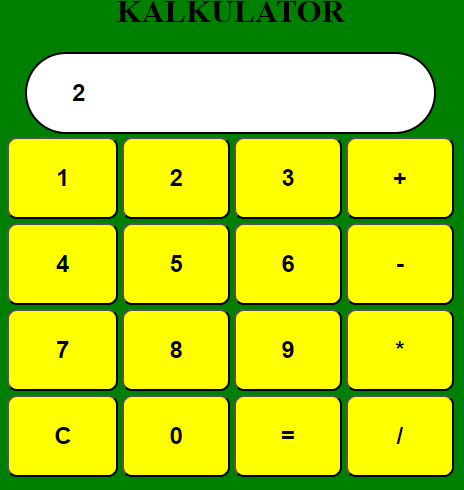 KALKULATOR
2
1 2 3 +
4 5 6 -
7 8 9 *
C 0 = /